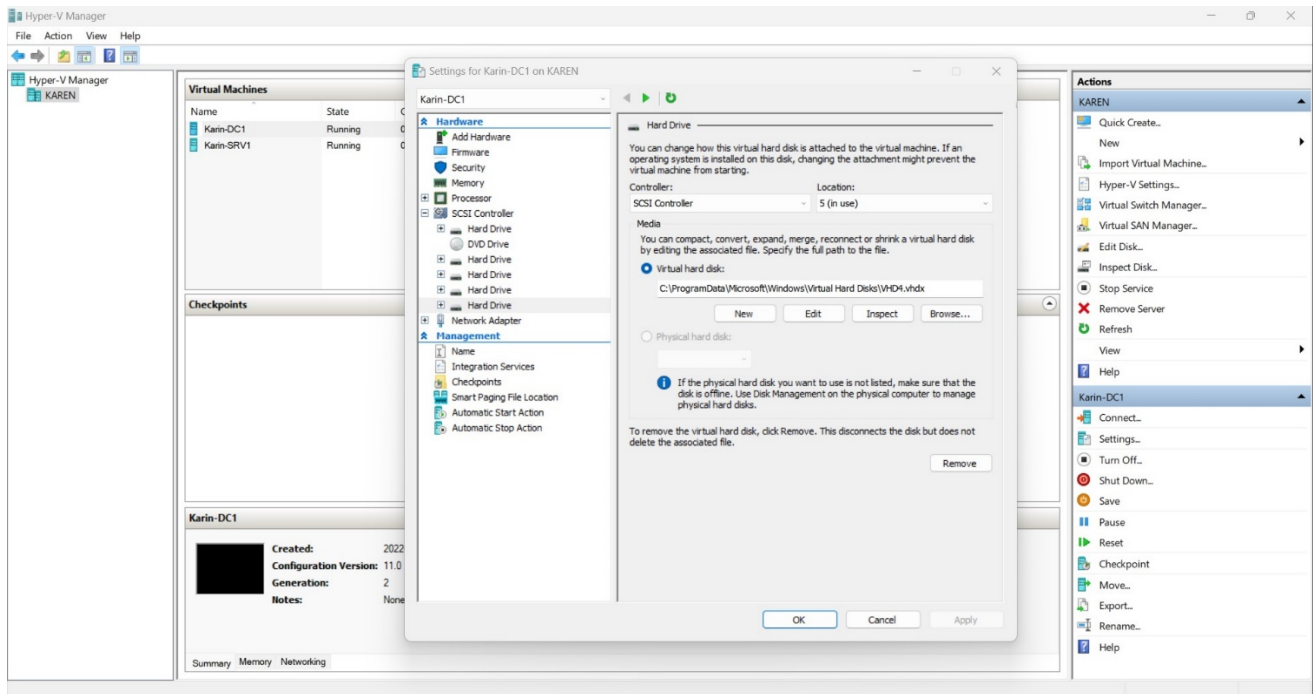 Hyper-V Manager
File Action View Help
Hyper-V Manager
KAREN
Virtual Machines
Name State
Karin-DC1 Running 0
Karin-SRV1 Running 0
Checkpoints
Karin-DC1
Created: 2022
Configuration Version: 11.0
Generation: 2
Notes: None
Summary Memory Networking
Settings for Karin-DC1 on KAREN
Karin-DC1
Hardware
Add Hardware
Firmware
Security
Memory
Processor
SCSI Controller
Hard Drive
DVD Drive
Hard Drive
Hard Drive
Hard Drive
Hard Drive
Network Adapter
Management
Name
Integration Services
Checkpoints
Smart Paging File Location
Automatic Start Action
Automatic Stop Action
Hard Drive
You can change how this virtual hard disk is attached to the virtual machine. If an
operating system is installed on this disk, changing the attachment might prevent the
virtual machine from starting.
Controller: Location:
SCSI Controller 5 (in use)
Media
You can compact, convert, expand, merge, reconnect or shrink a virtual hard disk
by editing the associated file. Specify the full path to the file.
Virtual hard disk:
C:\ProgramData\Microsoft\Windows\Virtual Hard Disks\VHD4.vhdx
New Edit Inspect Browse...
Physical hard disk:
If the physical hard disk you want to use is not listed, make sure that the
disk is offline. Use Disk Management on the physical computer to manage
physical hard disks.
To remove the virtual hard disk, click Remove. This disconnects the disk but does not
delete the associated file.
Remove
OK Cancel Apply
Actions
KAREN
Quick Create...
New
Import Virtual Machine...
Hyper-V Settings...
Virtual Switch Manager...
Virtual SAN Manager...
Edit Disk...
Inspect Disk...
Stop Service
Remove Server
Refresh
View
Help
Karin-DC1
Connect...
Settings...
Turn Off...
Shut Down...
Save
Pause
Reset
Checkpoint
Move...
Export...
Rename...
Help